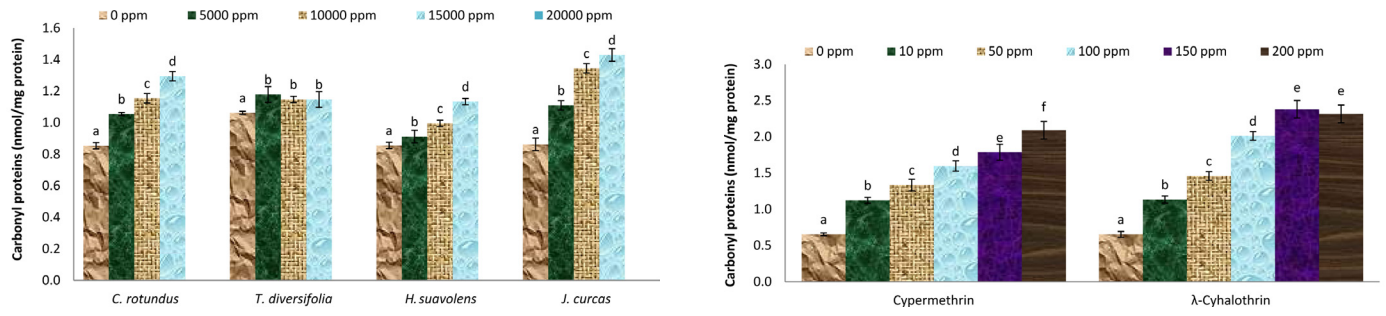 0 ppm 5000 ppm 10000 ppm 15000 ppm 20000 ppm
Carbonyl proteins (nmol/mg protein)
1.6
1.4
1.2
1.0
0.8
0.6
0.4
0.2
0.0
a b c d a b b b a b c d a b c d
C. rotundus T. diversifolia H. suavolens J. curcas
0 ppm 10 ppm 50 ppm 100 ppm 150 ppm 200 ppm
Carbonyl proteins (nmol/mg protein)
3.0
2.5
2.0
1.5
1.0
0.5
0.0
a b c d e f a b c d e e
Cypermethrin λ-Cyhalothrin